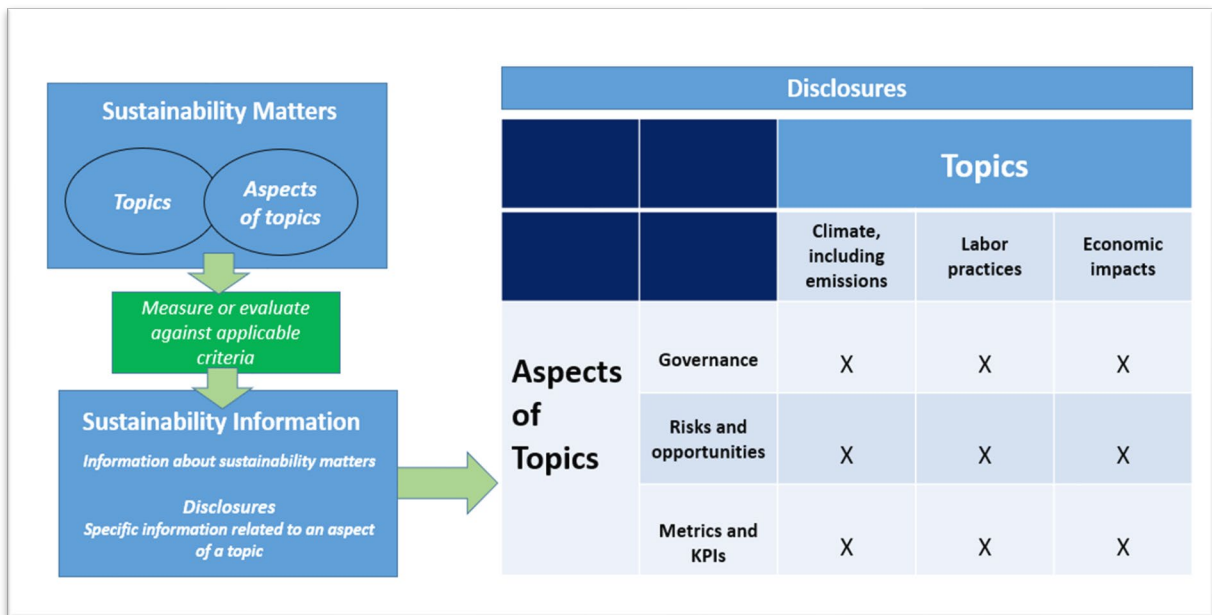 Sustainability Matters
Topics
Aspects
of topics
Measure or evaluate
against applicable
criteria
Sustainability Information
Information about sustainability matters
Disclosures
Specific information related to an aspect
of a topic
Disclosures
Topics
Climate,
including
emissions
Labor
practices
Economic
impacts
Aspects
of
Topics
Governance
X X X
Risks and
opportunities
X X X
Metrics and
KPIs
X X X